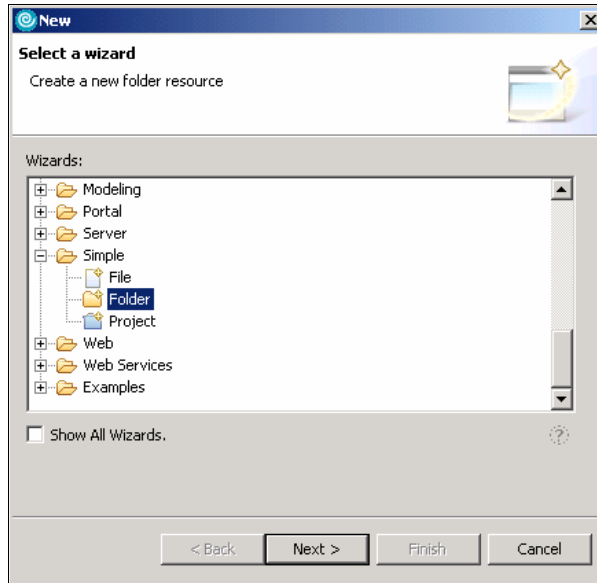 New
Select a wizard
Create a new folder resource
Wizards:
Modeling
Portal
Server
Simple
File
Folder
Project
Web
Web Services
Examples
Show All Wizards.
< Back Next > Finish Cancel